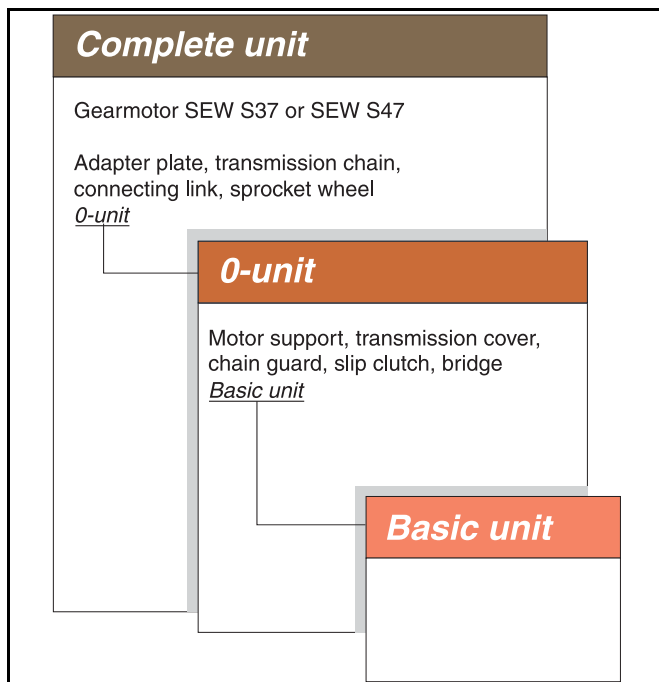 Complete unit
Gearmotor SEW S37 or SEW S47
Adapter plate, transmission chain,
connecting link, sprocket wheel
0-unit
0-unit
Motor support, transmission cover,
chain guard, slip clutch, bridge
Basic unit
Basic unit